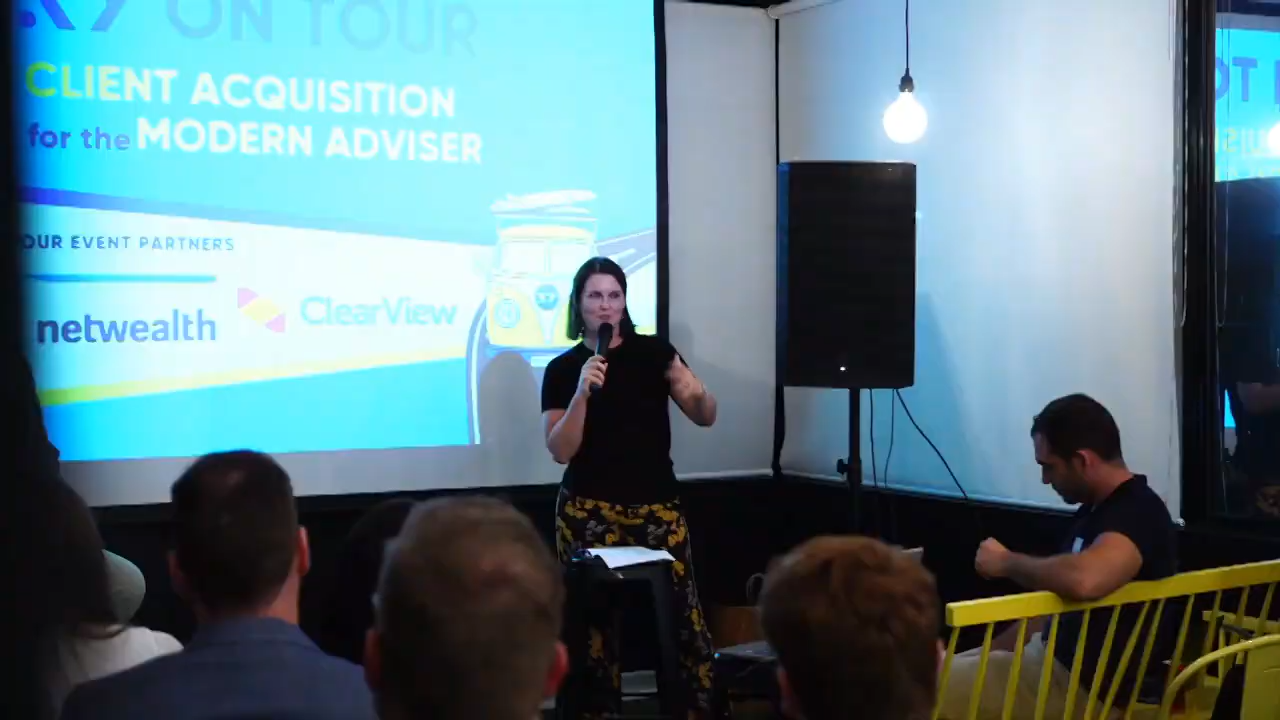 ON TOUR
CLIENT ACQUISITION
for the MODERN ADVISER
OUR EVENT PARTNERS
netwealth
ClearView